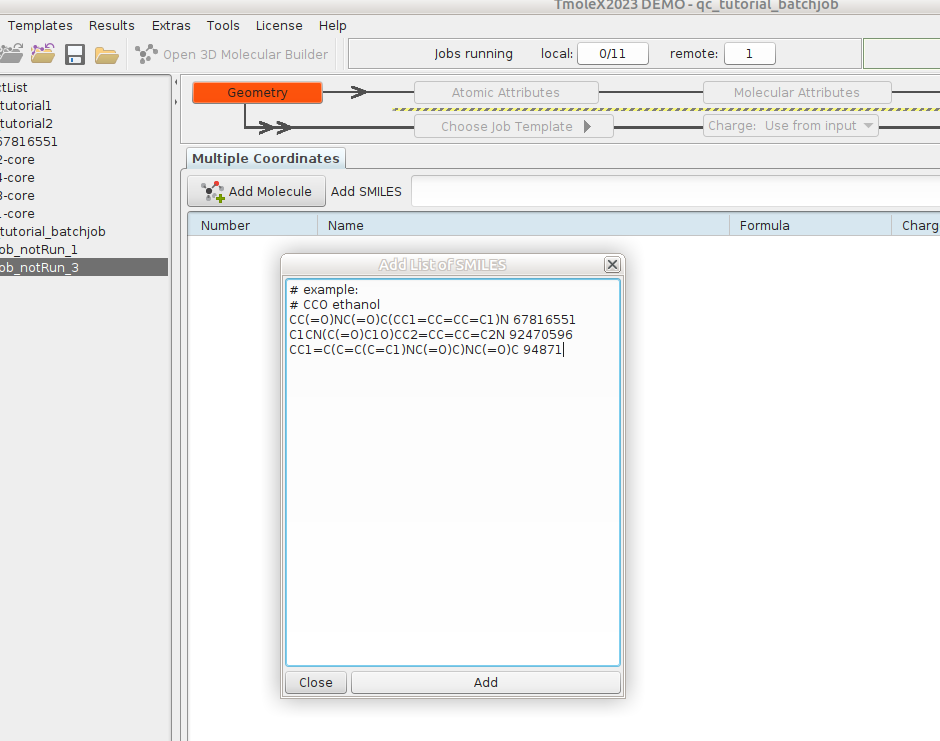 TmoleX2023 DEMO - qc_tutorial_batchjob
Templates Results Extras Tools License Help
Open 3D Molecular Builder Jobs running local: 0/11 remote: 1
ctList
tutorial1
tutorial2
67816551
2-core
4-core
8-core
1-core
tutorial_batchjob
ob_notRun_1
ob_notRun_3
Geometry Atomic Attributes Molecular Attributes
Choose Job Template Charge: Use from input
Multiple Coordinates
Add Molecule Add SMILES
Number Name Formula Charg
Add List of SMILES
# example:
# CCO ethanol
CC(=O)NC(=O)C(CC1=CC=CC=C1)N 67816551
C1CN(C(=O)C1O)CC2=CC=CC=C2N 92470596
CC1=C(C=C(C=C1)NC(=O)C)NC(=O)C 94871
Close Add